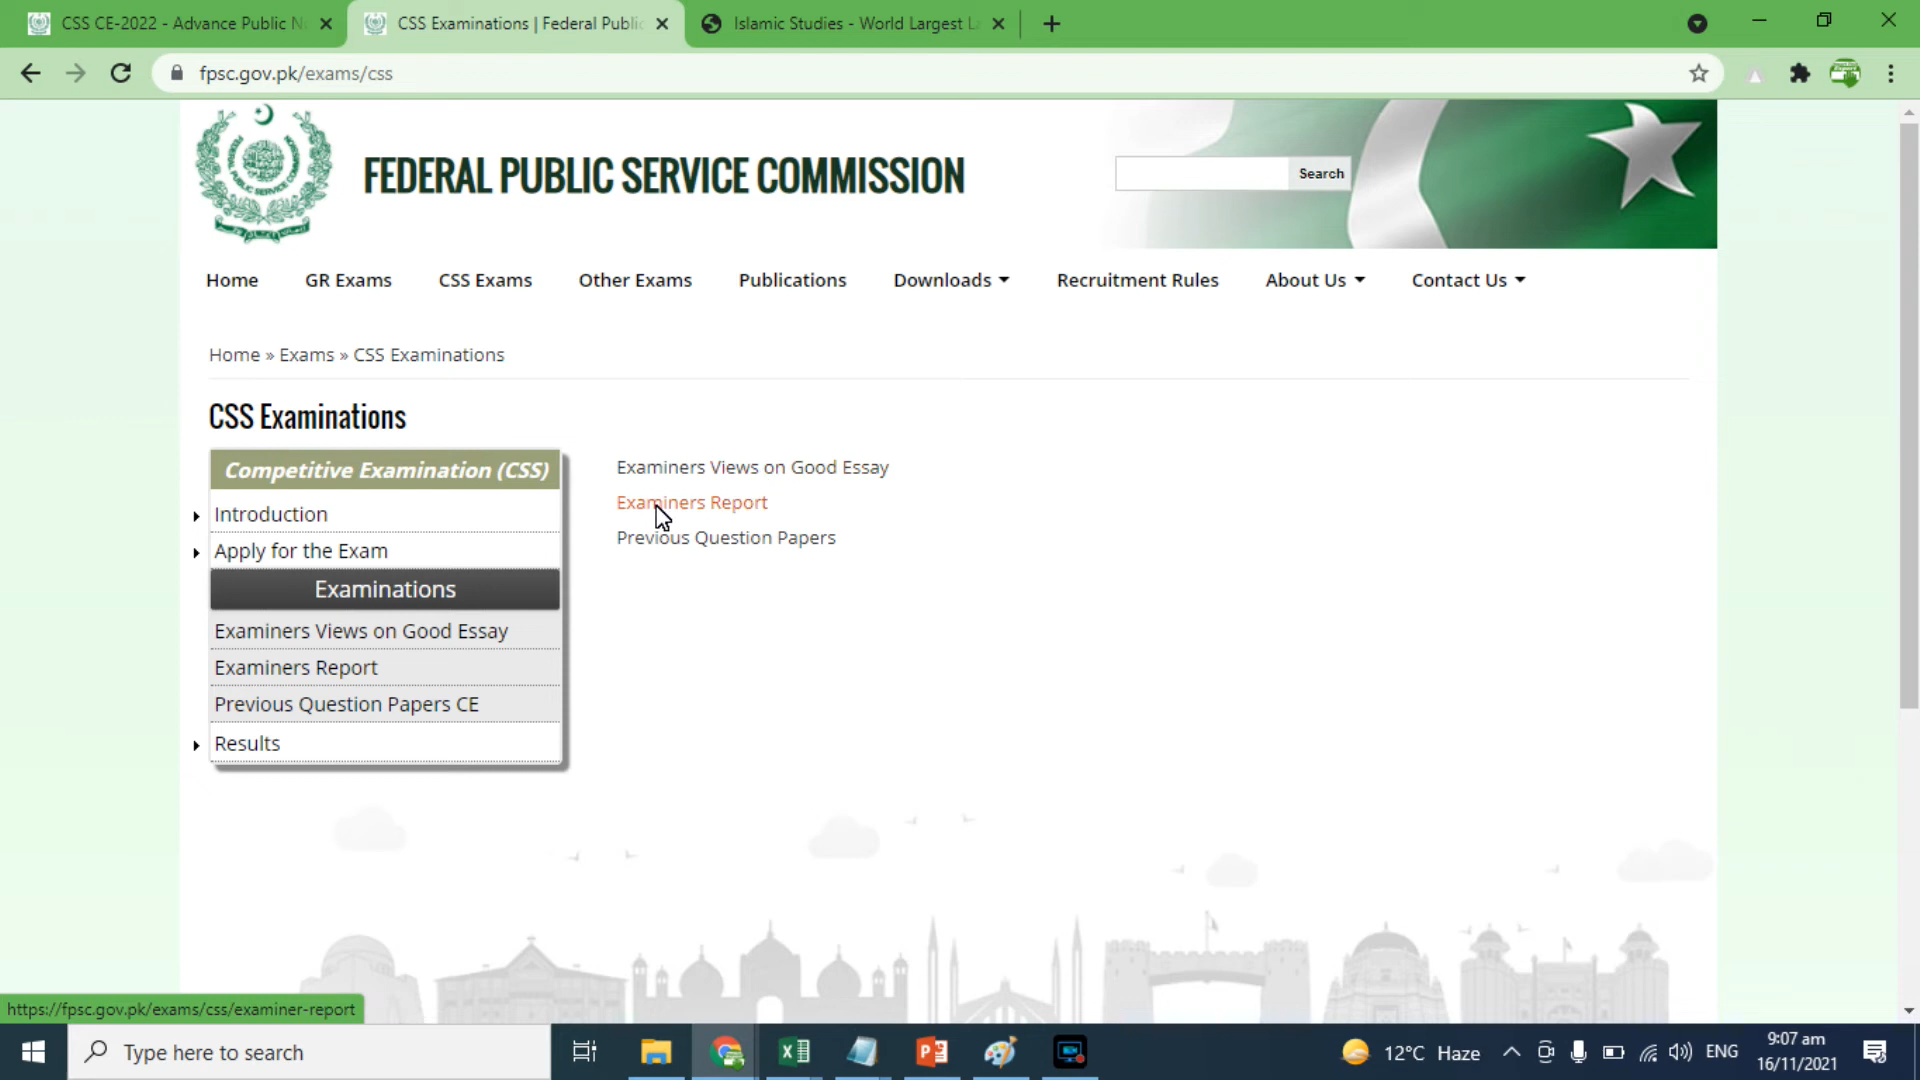 CSS CE-2022 - Advance Public N
CSS Examinations | Federal Public
Islamic Studies - World Largest L
fpsc.gov.pk/exams/css
FEDERAL PUBLIC SERVICE COMMISSION
Search
Home
GR Exams
CSS Exams
Other Exams
Publications
Downloads
Recruitment Rules
About Us
Contact Us
Home » Exams » CSS Examinations
CSS Examinations
Competitive Examination (CSS)
Introduction
Apply for the Exam
Examinations
Examiners Views on Good Essay
Examiners Report
Previous Question Papers CE
Results
Examiners Views on Good Essay
Examiners Report
Previous Question Papers
https://fpsc.gov.pk/exams/css/examiner-report
Type here to search
12°C Haze
ENG
9:07 am
16/11/2021